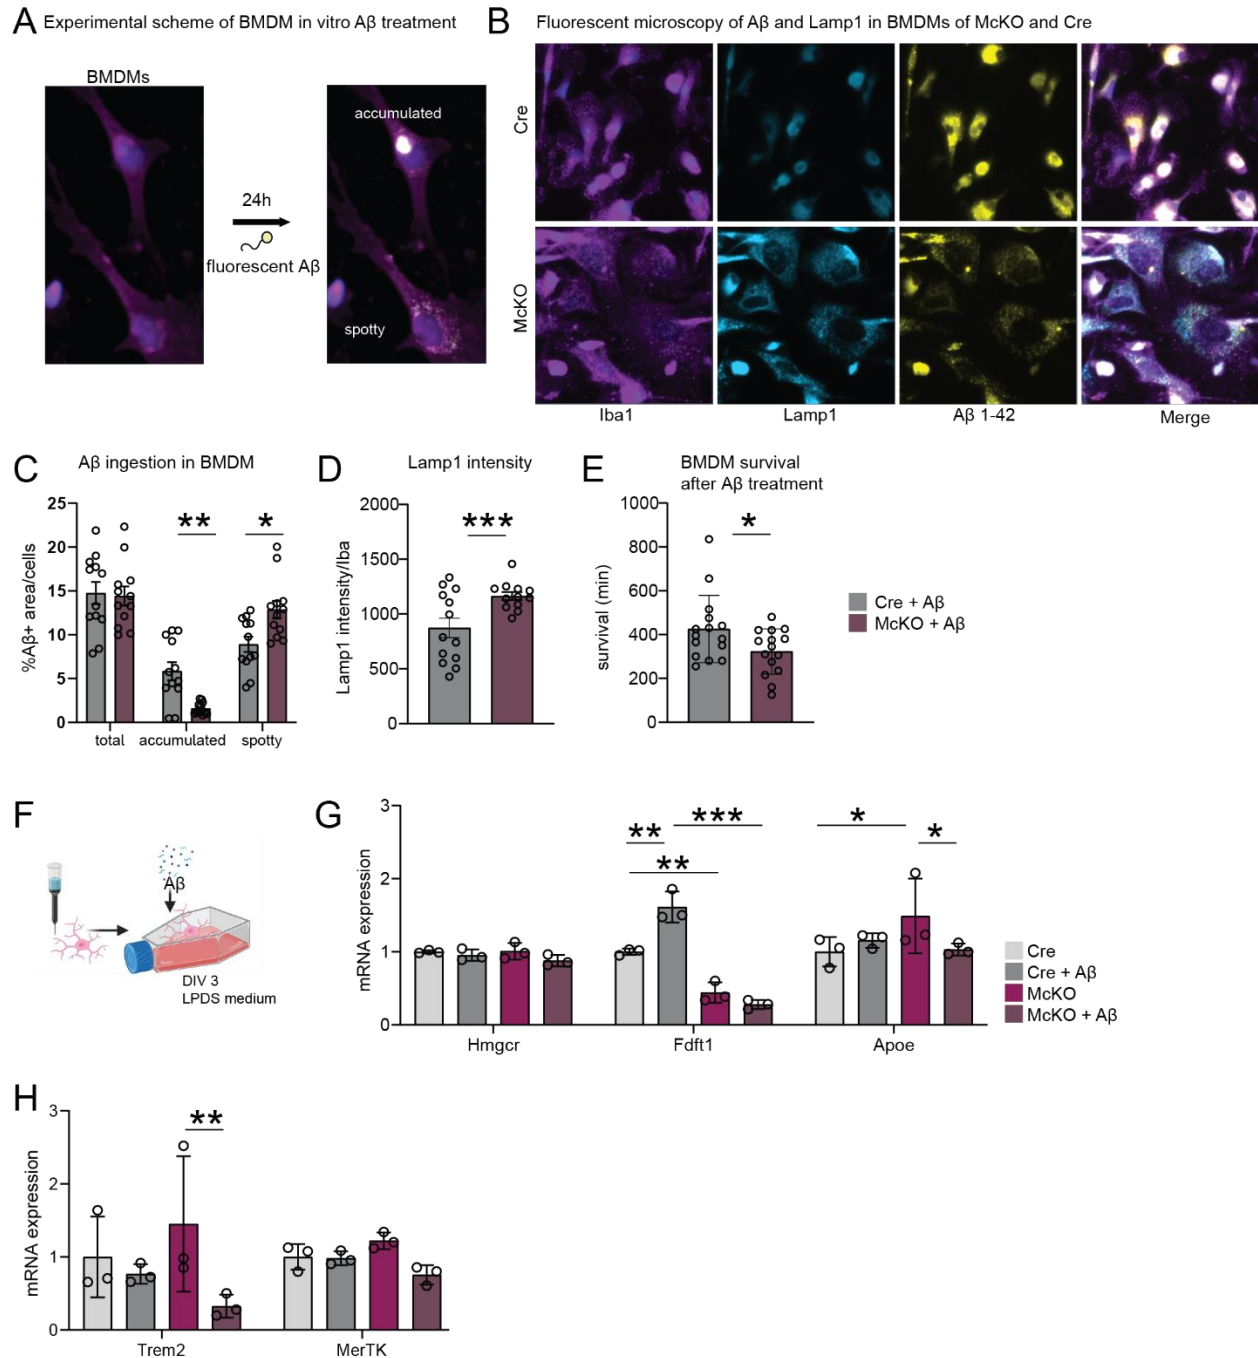 A Experimental scheme of BMDM in vitro Aβ treatment
BMDMs
24h
fluorescent Aβ
accumulated
spotty
B Fluorescent microscopy of Aβ and Lamp1 in BMDMs of McKO and Cre
Cre
McKO
Iba1 Lamp1 Aβ 1-42 Merge
C Aβ ingestion in BMDM
%Aβ+ area/cells
25
20
15
10
5
0
** *
total accumulated spotty
D Lamp1 intensity
Lamp1 intensity/Iba
2000
1500
1000
500
0
***
E BMDM survival
after Aβ treatment
survival (min)
1000
800
600
400
200
0
*
Cre + Aβ
McKO + Aβ
F
Aβ
DIV 3
LPDS medium
G
mRNA expression
3
2
1
0
** *** * *
**
Hmgcr Fdft1 Apoe
Cre
Cre + Aβ
McKO
McKO + Aβ
H
mRNA expression
3
2
1
0
**
Trem2 MerTK